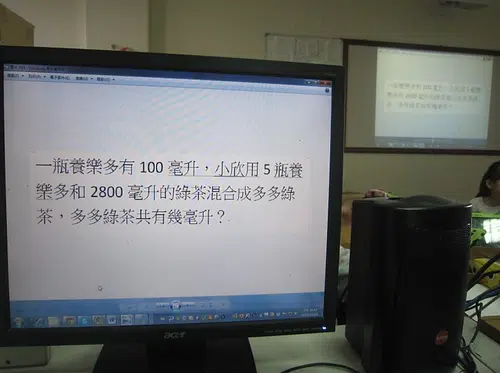 一瓶養樂多有 100 毫升，小欣用 5 瓶養
樂多和 2800 毫升的綠茶混合成多多綠
茶，多多綠茶共有幾毫升？
acer